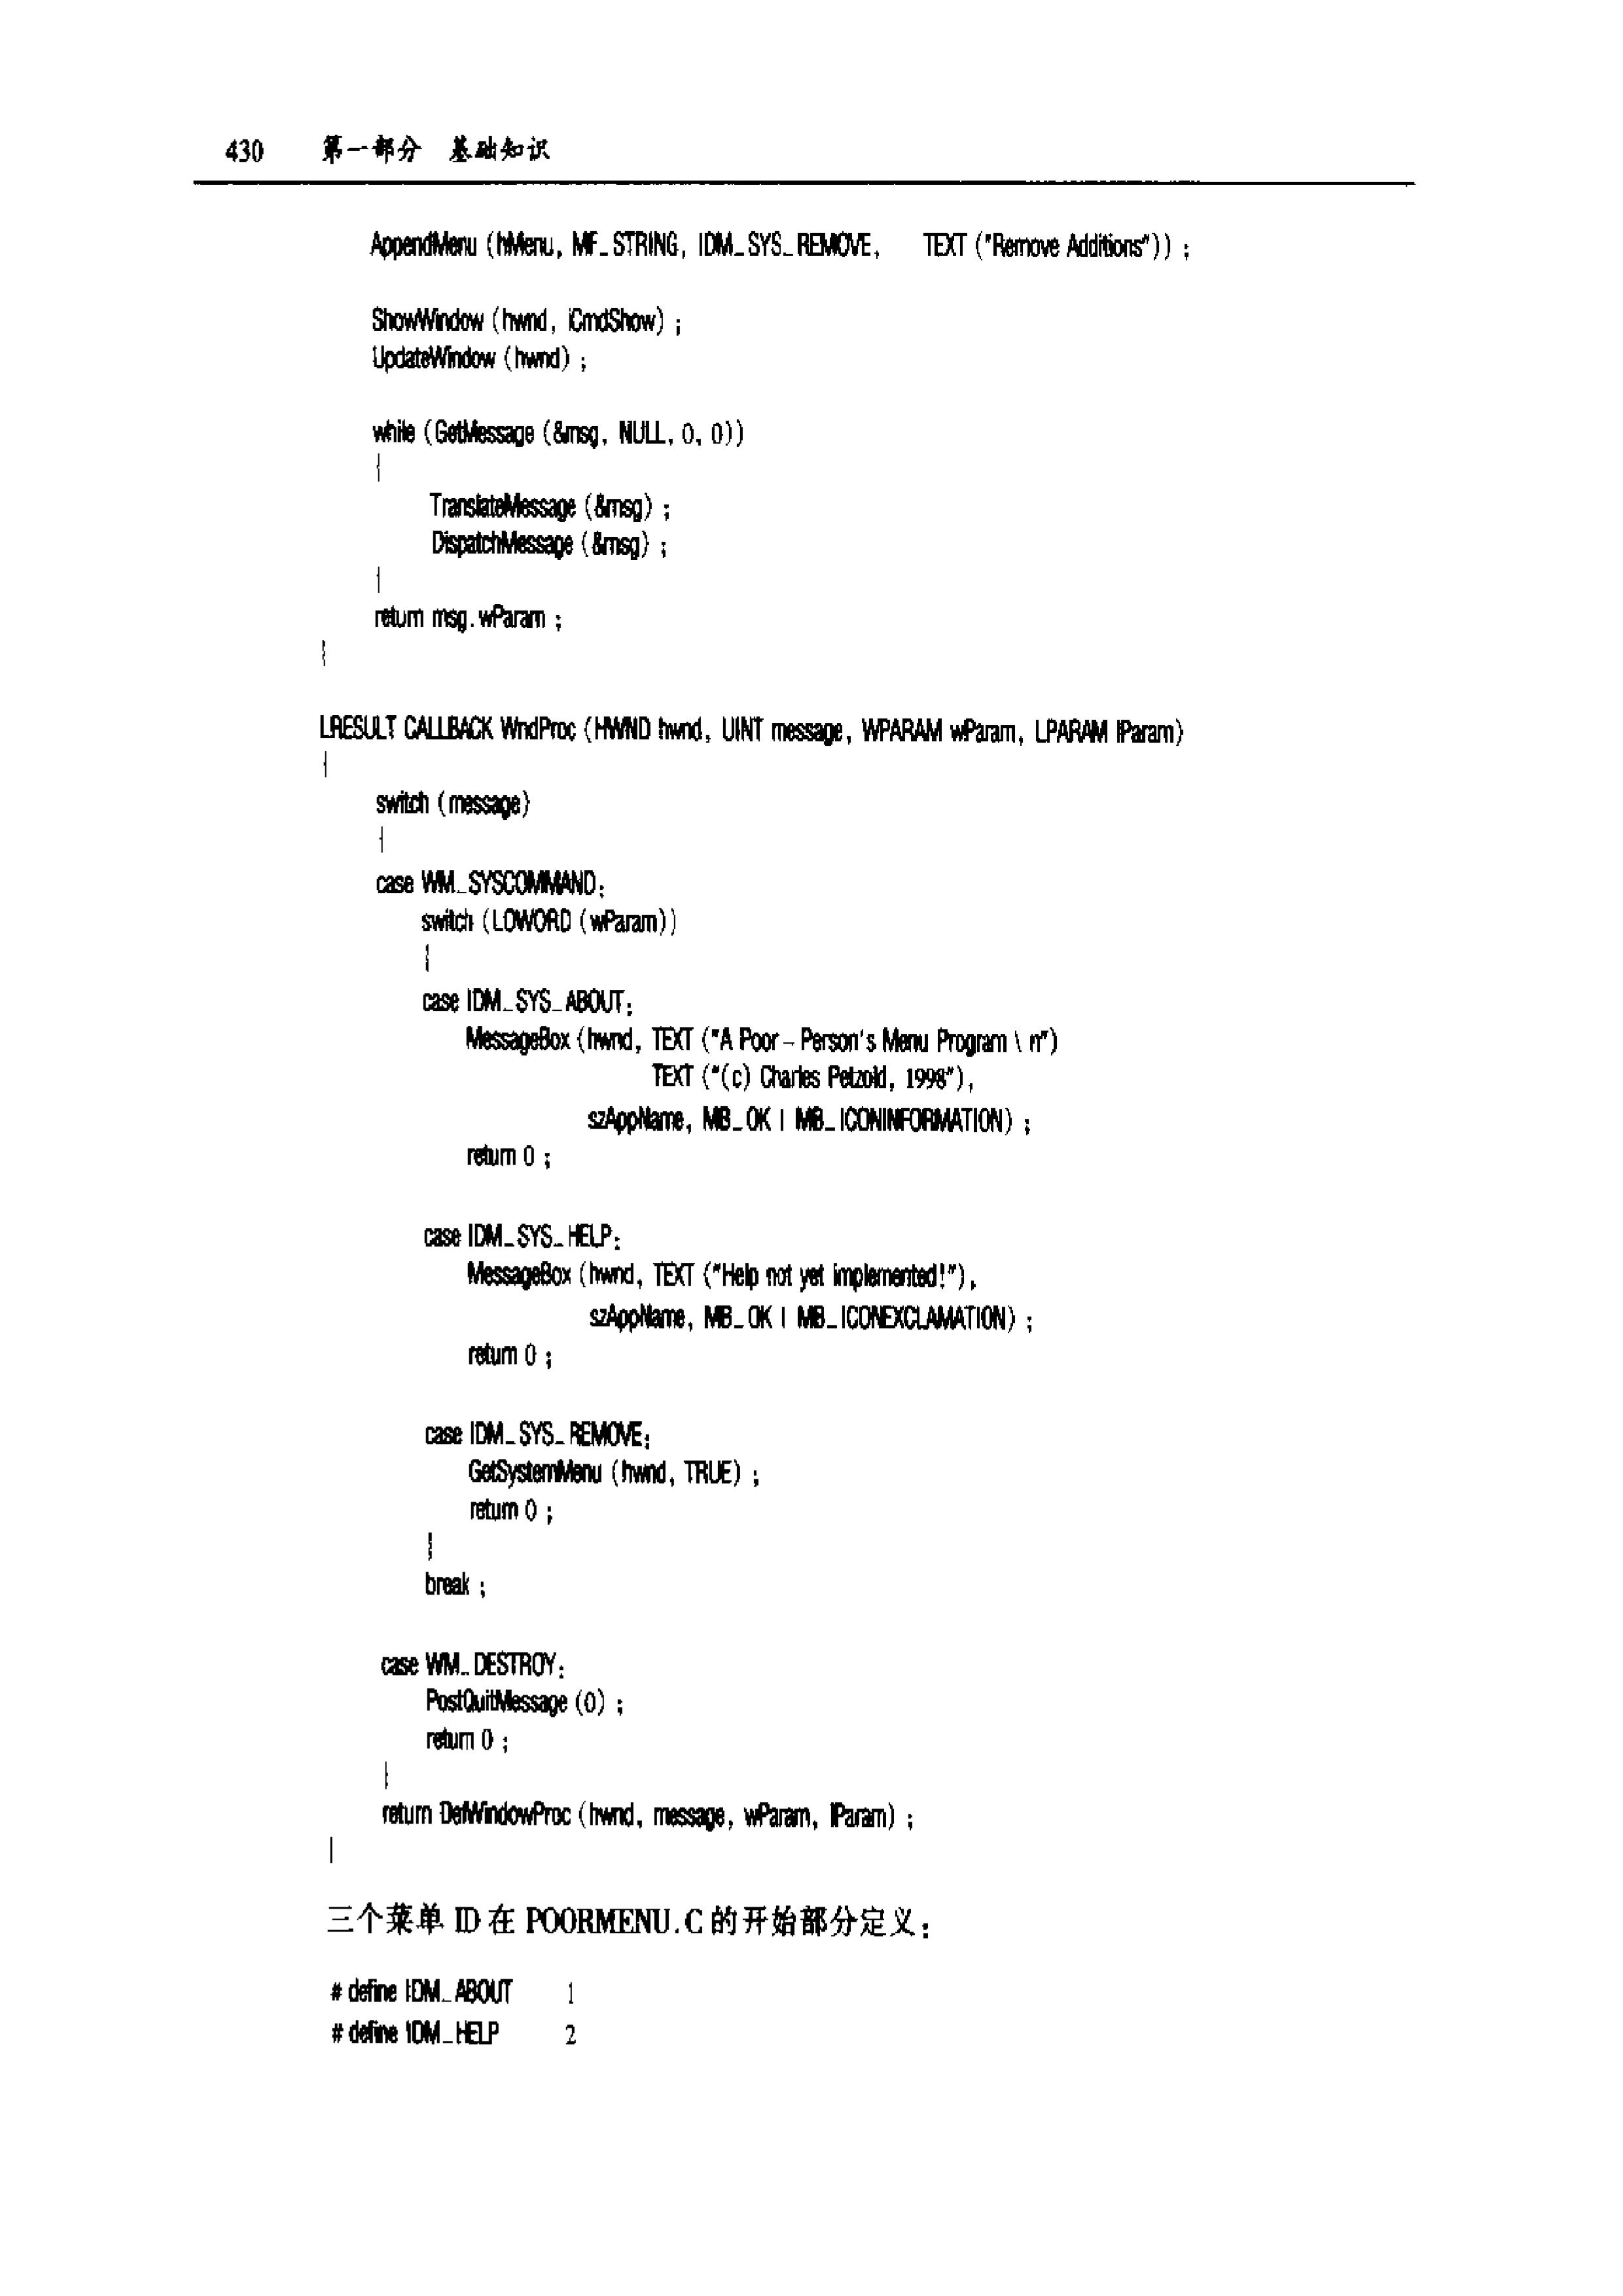 430 第一部分 基础知识
AppendMenu (hMenu, MF_STRING, IDM_SYS_REMOVE, TEXT ("Remove Additions")) ;
ShowWindow (hwnd, iCmdShow) ;
UpdateWindow (hwnd) ;
while (GetMessage (&msg, NULL, 0, 0))
{
TranslateMessage (&msg) ;
DispatchMessage (&msg) ;
}
return msg.wParam ;
}
LRESULT CALLBACK WndProc (HWND hwnd, UINT message, WPARAM wParam, LPARAM lParam)
{
switch (message)
{
case WM_SYSCOMMAND:
switch (LOWORD (wParam))
{
case IDM_SYS_ABOUT:
MessageBox (hwnd, TEXT ("A Poor-Person's Menu Program \ n")
TEXT ("(c) Charles Petzold, 1998"),
szAppName, MB_OK | MB_ICONINFORMATION) ;
return 0 ;
case IDM_SYS_HELP:
MessageBox (hwnd, TEXT ("Help not yet implemented!"),
szAppName, MB_OK | MB_ICONEXCLAMATION) ;
return 0 ;
case IDM_SYS_REMOVE:
GetSystemMenu (hwnd, TRUE) ;
return 0 ;
}
break ;
case WM_DESTROY:
PostQuitMessage (0) ;
return 0 ;
}
return DefWindowProc (hwnd, message, wParam, lParam) ;
}
三个菜单 ID 在 POORMENU.C 的开始部分定义:
# define IDM_ABOUT 1
# define IDM_HELP 2